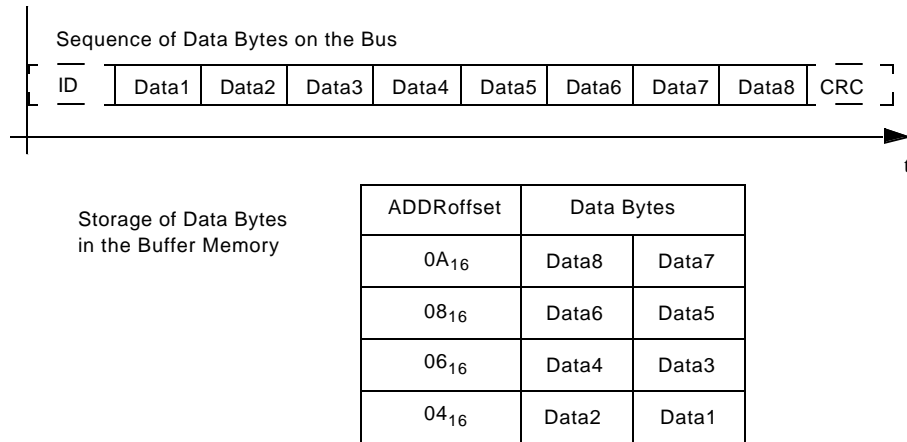 Sequence of Data Bytes on the Bus
ID Data1 Data2 Data3 Data4 Data5 Data6 Data7 Data8 CRC
t
Storage of Data Bytes
in the Buffer Memory
ADDRoffset Data Bytes
0A16 Data8 Data7
0816 Data6 Data5
0616 Data4 Data3
0416 Data2 Data1